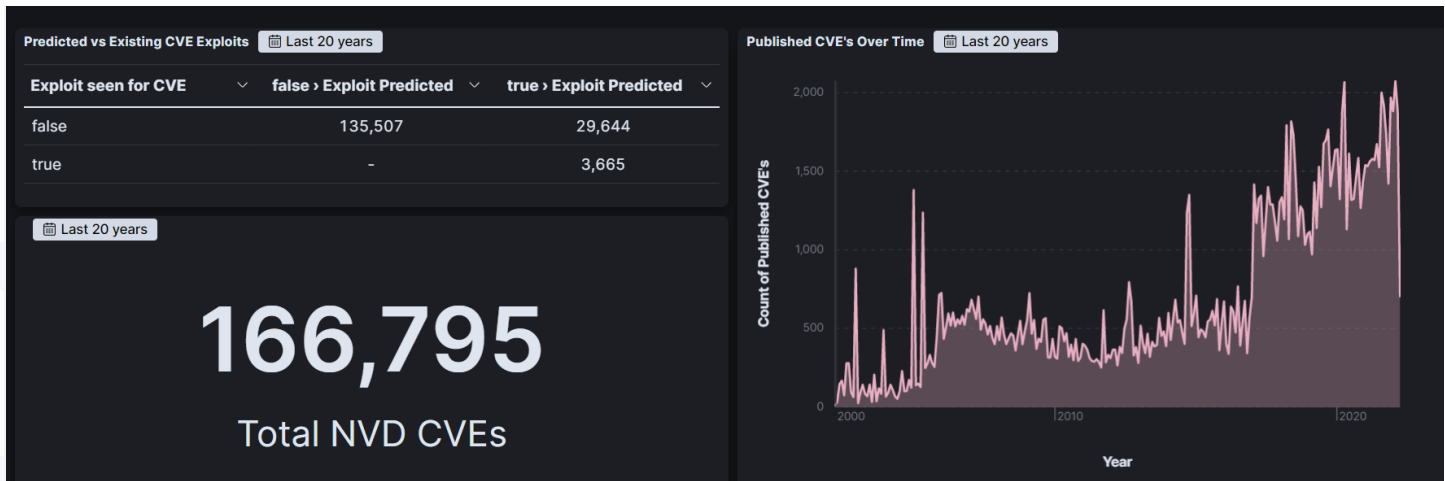 Predicted vs Existing CVE Exploits Last 20 years
Exploit seen for CVE false › Exploit Predicted true › Exploit Predicted
false 135,507 29,644
true - 3,665
Last 20 years
166,795
Total NVD CVEs
Published CVE's Over Time Last 20 years
Count of Published CVE's
2,000
1,500
1,000
500
0
2000 2010 2020
Year